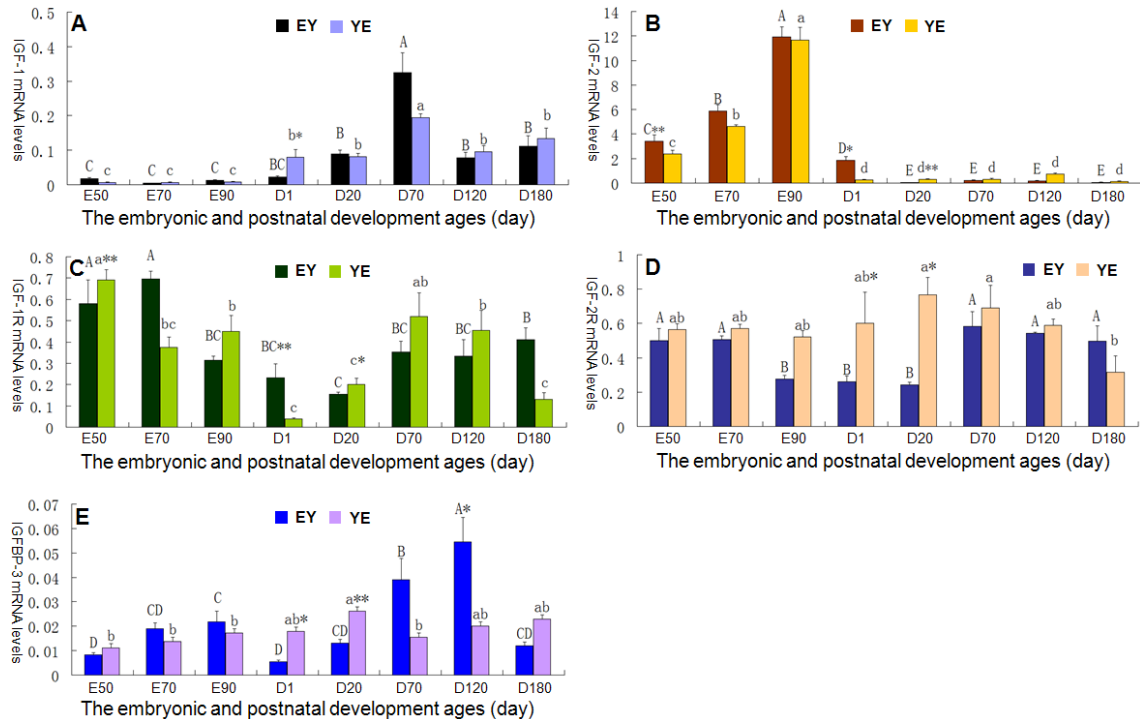 A
EY YE
IGF-1 mRNA levels
0.5
0.4
0.3
0.2
0.1
0
C c C c C c BC b* B b A a B b B b
E50 E70 E90 D1 D20 D70 D120 D180
The embryonic and postnatal development ages (day)
B
EY YE
IGF-2 mRNA levels
14
12
10
8
6
4
2
0
C** c B b A a D* d E d** E d E d E d
E50 E70 E90 D1 D20 D70 D120 D180
The embryonic and postnatal development ages (day)
C
EY YE
IGF-1R mRNA levels
0.8
0.7
0.6
0.5
0.4
0.3
0.2
0.1
0
A a** A bc BC b BC** c C c* BC ab BC b B c
E50 E70 E90 D1 D20 D70 D120 D180
The embryonic and postnatal development ages (day)
D
EY YE
IGF-2R mRNA levels
1
0.8
0.6
0.4
0.2
0
A ab A ab B ab B ab* B a* A a A ab A b
E50 E70 E90 D1 D20 D70 D120 D180
The embryonic and postnatal development ages (day)
E
EY YE
IGFBP-3 mRNA levels
0.07
0.06
0.05
0.04
0.03
0.02
0.01
0
D b CD b C b D ab* CD a** B b A* ab CD ab
E50 E70 E90 D1 D20 D70 D120 D180
The embryonic and postnatal development ages (day)